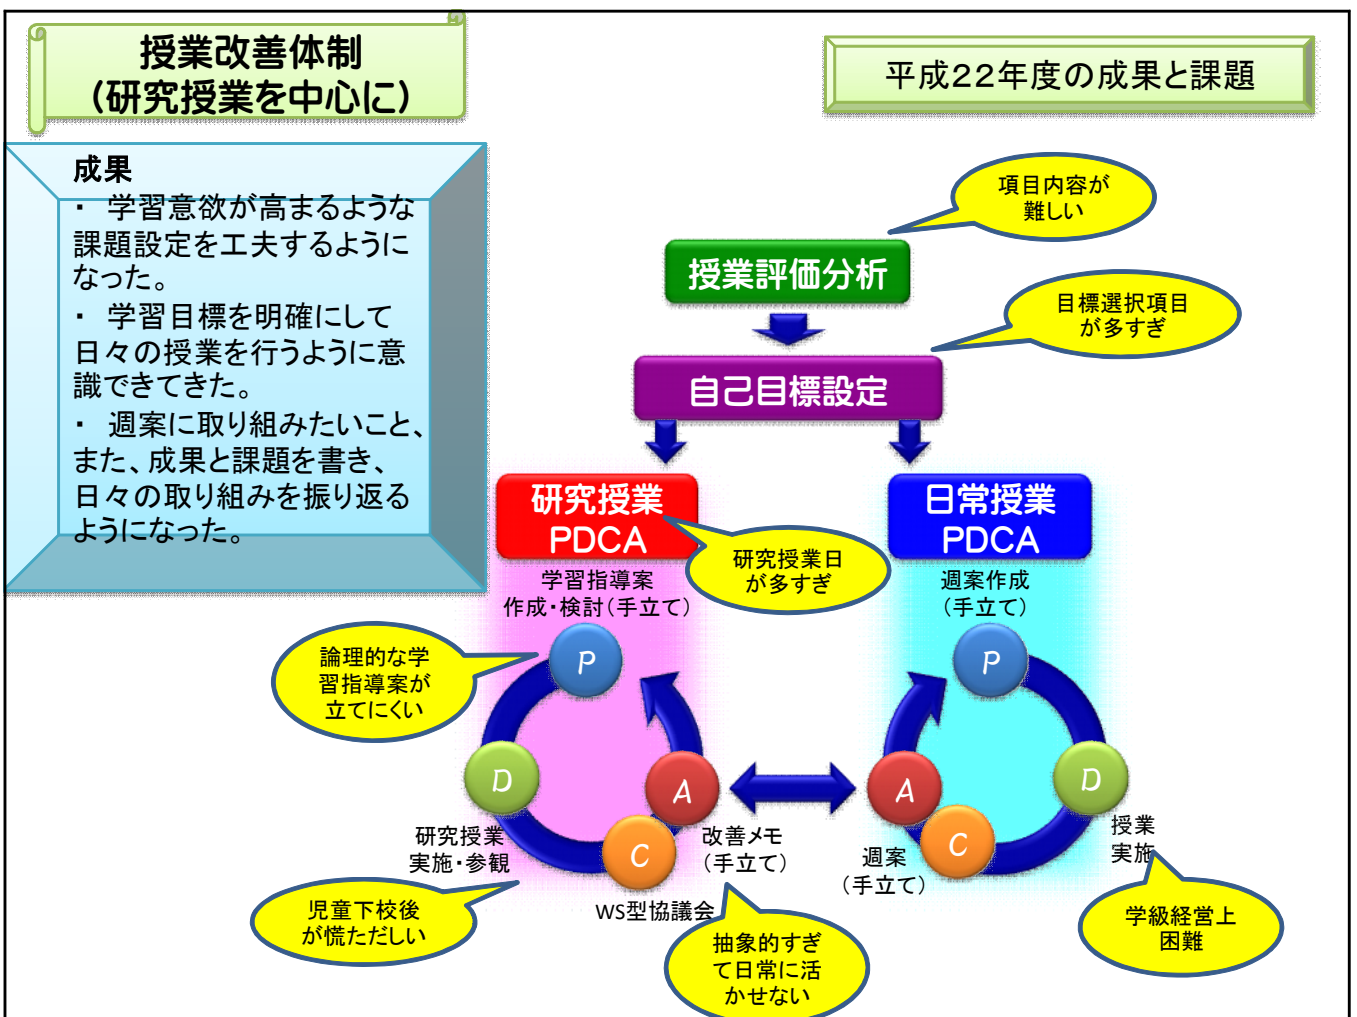 授業改善体制
（研究授業を中心に）
平成２２年度の成果と課題
成果
・ 学習意欲が高まるような
課題設定を工夫するように
なった。
・ 学習目標を明確にして
日々の授業を行うように意
識できてきた。
・ 週案に取り組みたいこと、
また、成果と課題を書き、
日々の取り組みを振り返る
ようになった。
項目内容が
難しい
授業評価分析
目標選択項目
が多すぎ
自己目標設定
研究授業
PDCA
日常授業
PDCA
研究授業日
が多すぎ
学習指導案
作成・検討（手立て）
週案作成
（手立て）
論理的な学
習指導案が
立てにくい
P
D
C
A
P
D
C
A
研究授業
実施・参観
改善メモ
（手立て）
WS型協議会
週案
（手立て）
授業
実施
児童下校後
が慌ただしい
抽象的すぎ
て日常に活
かせない
学級経営上
困難